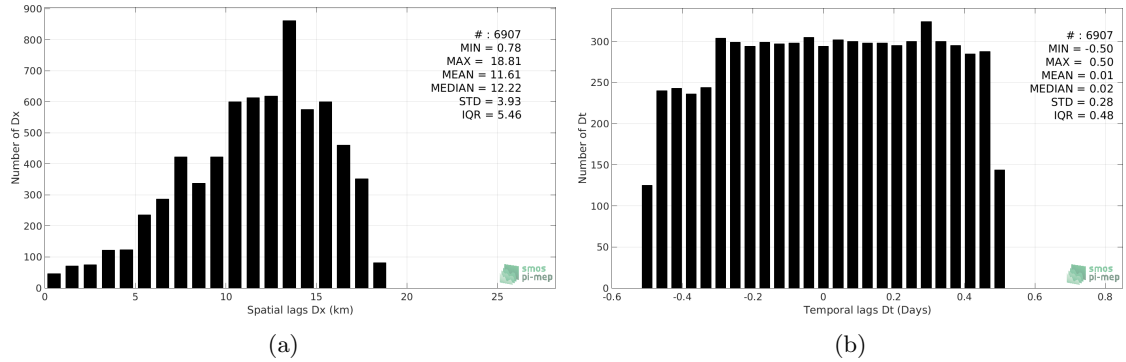 900
800
700
600
500
400
300
200
100
0
Number of Dx
0 5 10 15 20 25
Spatial lags Dx (km)
# : 6907
MIN = 0.78
MAX = 18.81
MEAN = 11.61
MEDIAN = 12.22
STD = 3.93
IQR = 5.46
smos
pi-mep
(a)
300
250
200
150
100
50
0
Number of Dt
-0.6 -0.4 -0.2 0 0.2 0.4 0.6 0.8
Temporal lags Dt (Days)
# : 6907
MIN = -0.50
MAX = 0.50
MEAN = 0.01
MEDIAN = 0.02
STD = 0.28
IQR = 0.48
smos
pi-mep
(b)